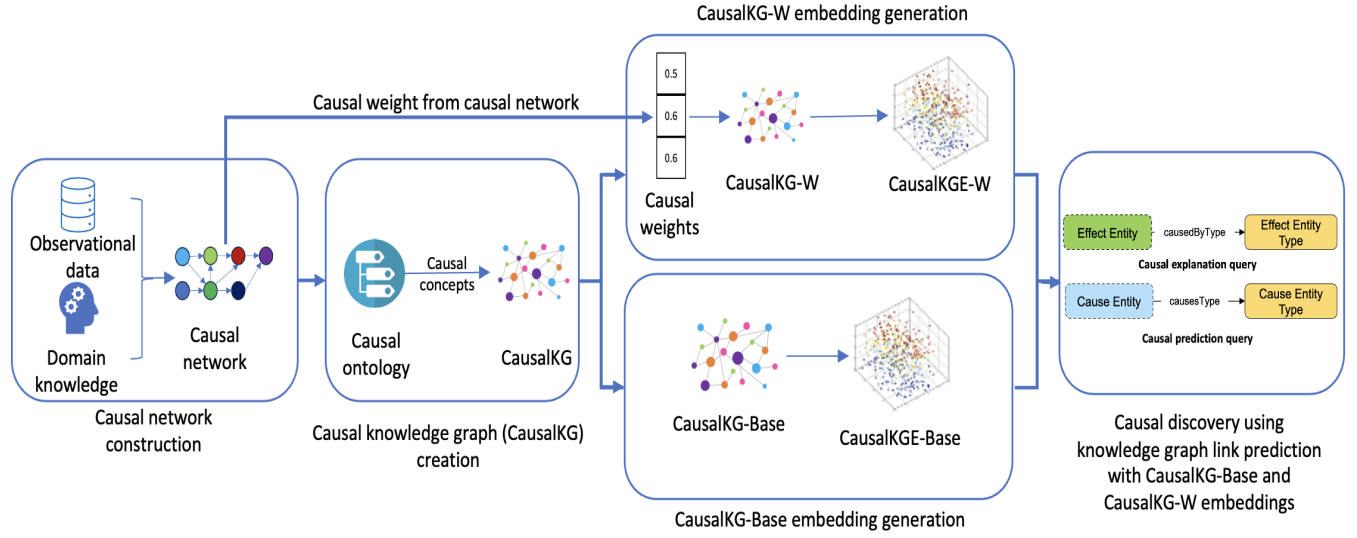 CausalKG-W embedding generation
Causal weight from causal network
0.5
0.6
0.6
Causal
weights
CausalKG-W
CausalKGE-W
Observational
data
Domain
knowledge
Causal
network
Causal network
construction
Causal
ontology
Causal
concepts
CausalKG
Causal knowledge graph (CausalKG)
creation
CausalKG-Base
CausalKGE-Base
CausalKG-Base embedding generation
Effect Entity
causedByType
Effect Entity
Type
Causal explanation query
Cause Entity
causesType
Cause Entity
Type
Causal prediction query
Causal discovery using
knowledge graph link prediction
with CausalKG-Base and
CausalKG-W embeddings